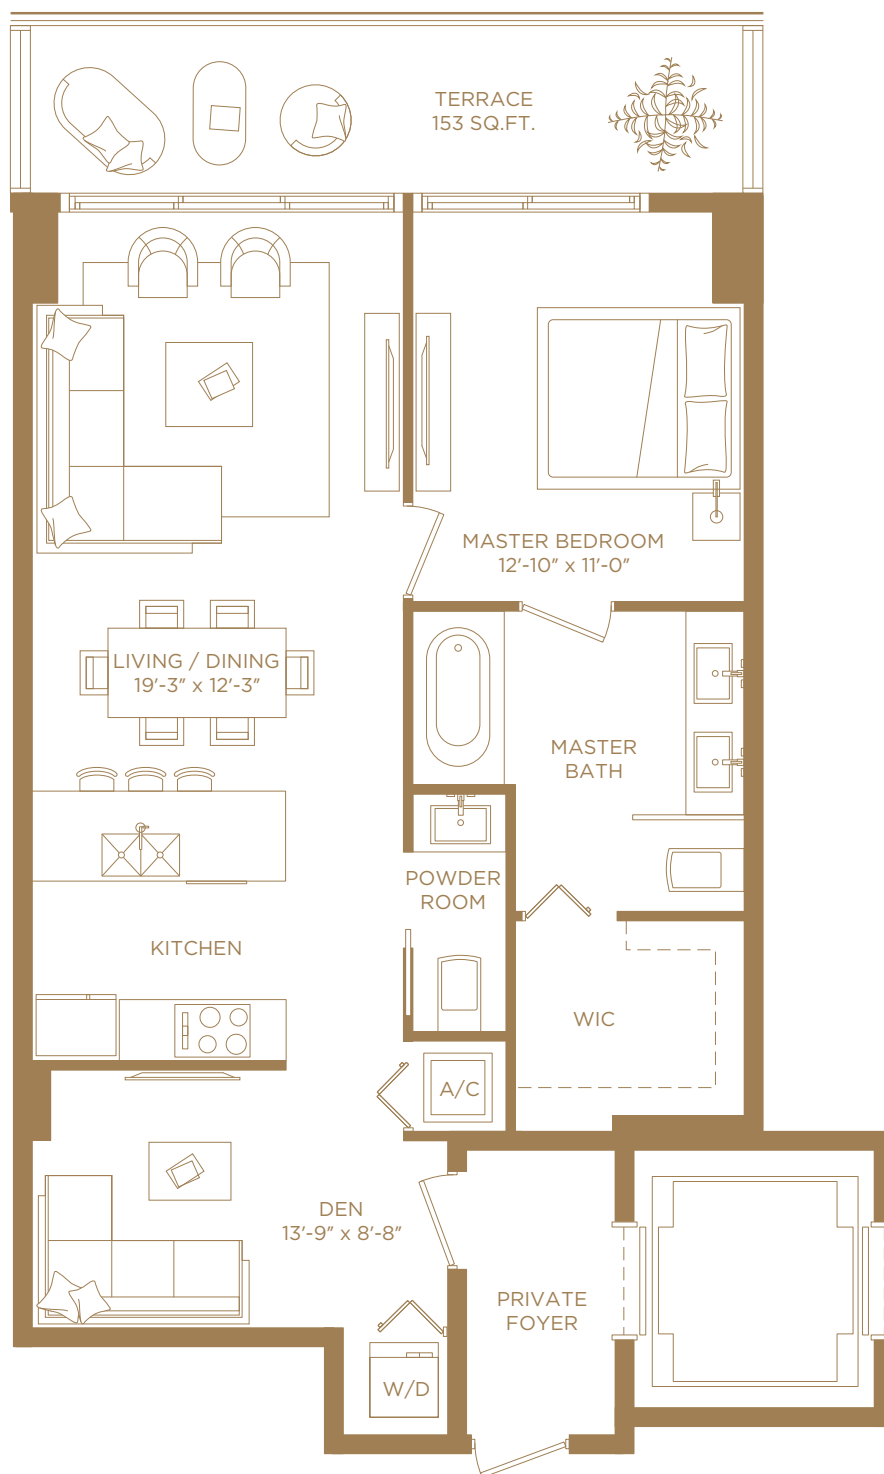 TERRACE
153 SQ.FT.
MASTER BEDROOM
12'-10" x 11'-0"
LIVING / DINING
19'-3" x 12'-3"
MASTER
BATH
POWDER
ROOM
KITCHEN
WIC
A/C
DEN
13'-9" x 8'-8"
PRIVATE
FOYER
W/D